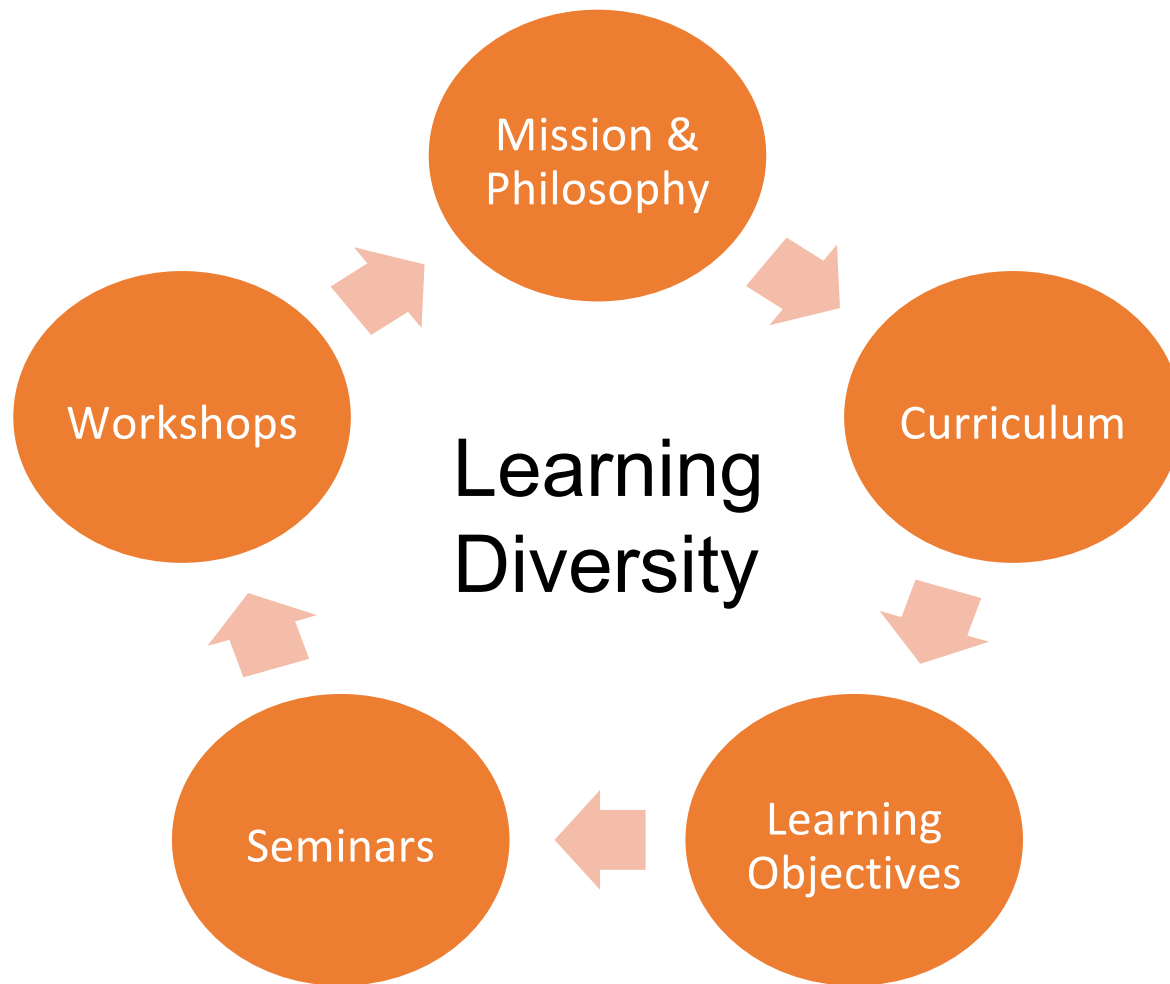 Mission &
Philosophy
Workshops
Curriculum
Learning
Diversity
Seminars
Learning
Objectives